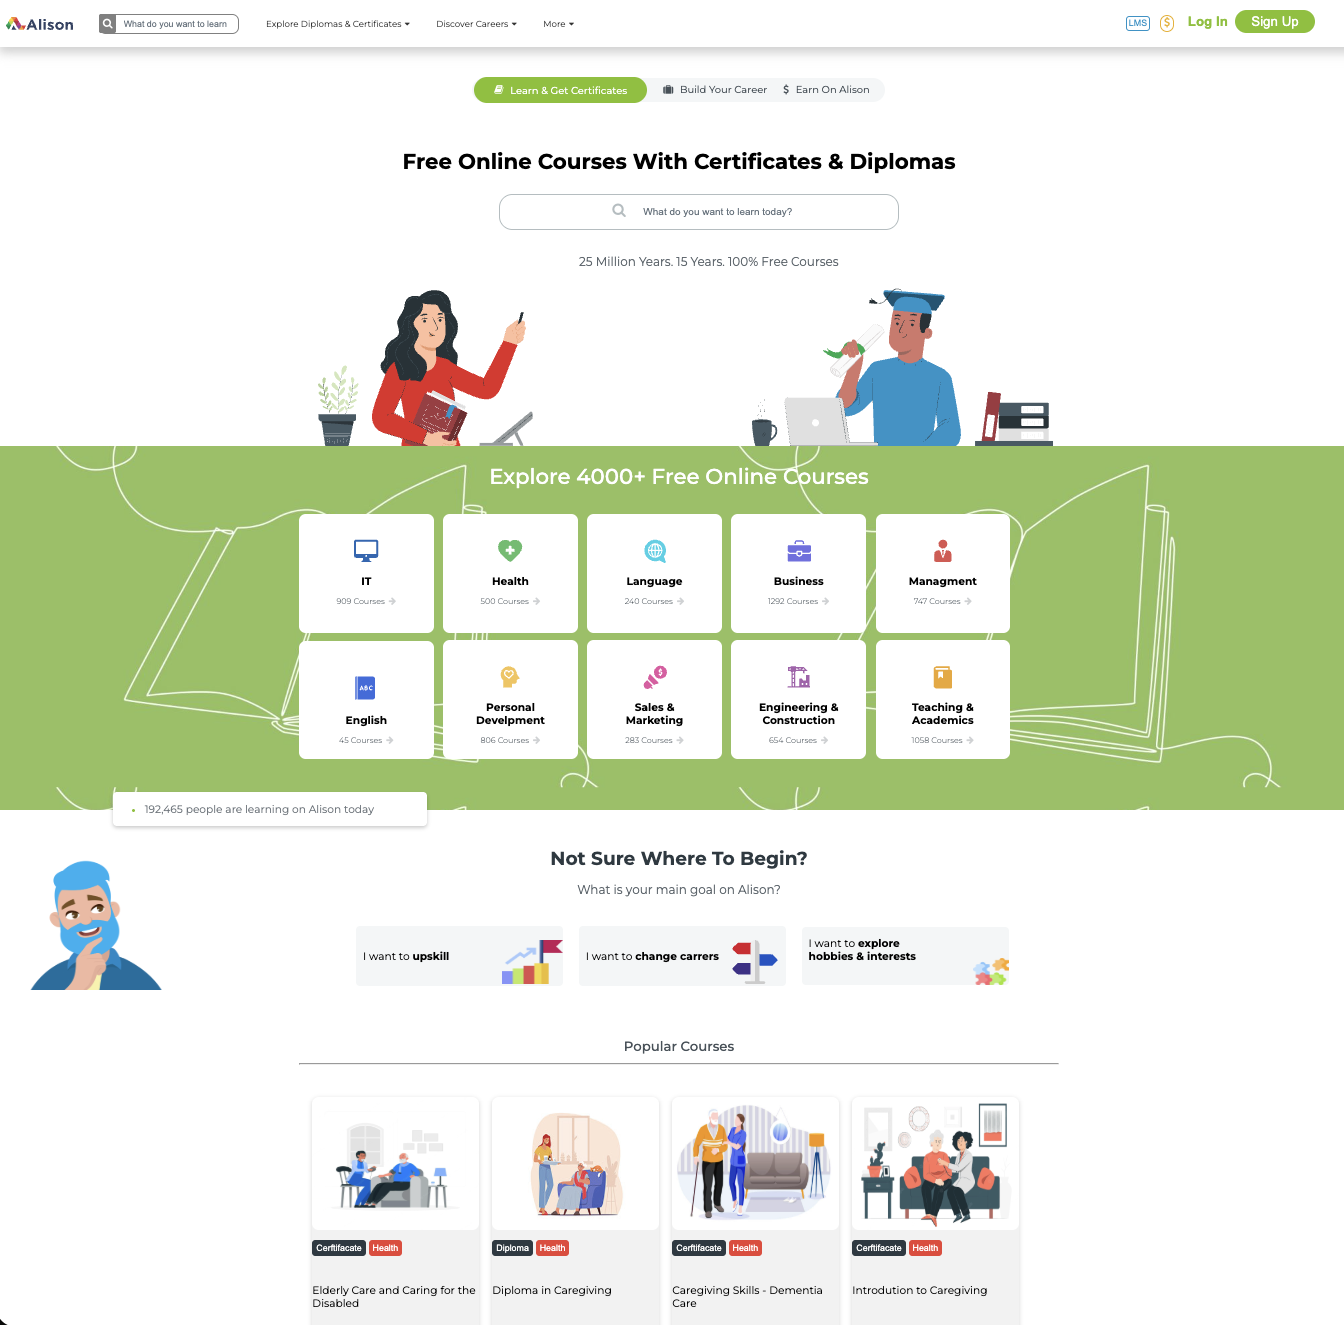 Alison
What do you want to learn
Explore Diplomas & Certificates
Discover Careers
More
LMS
$
Log In
Sign Up
Learn & Get Certificates
Build Your Career
$ Earn On Alison
Free Online Courses With Certificates & Diplomas
What do you want to learn today?
25 Million Years. 15 Years. 100% Free Courses
Explore 4000+ Free Online Courses
IT
909 Courses
Health
500 Courses
Language
240 Courses
Business
1292 Courses
Managment
747 Courses
ABC
English
45 Courses
Personal
Develpment
806 Courses
$
Sales &
Marketing
283 Courses
Engineering &
Construction
654 Courses
Teaching &
Academics
1058 Courses
192,465 people are learning on Alison today
Not Sure Where To Begin?
What is your main goal on Alison?
I want to upskill
I want to change carrers
I want to explore
hobbies & interests
Popular Courses
Cerftifacate
Health
Elderly Care and Caring for the
Disabled
Diploma
Health
Diploma in Caregiving
Cerftifacate
Health
Caregiving Skills - Dementia
Care
Cerftifacate
Health
Introdution to Caregiving